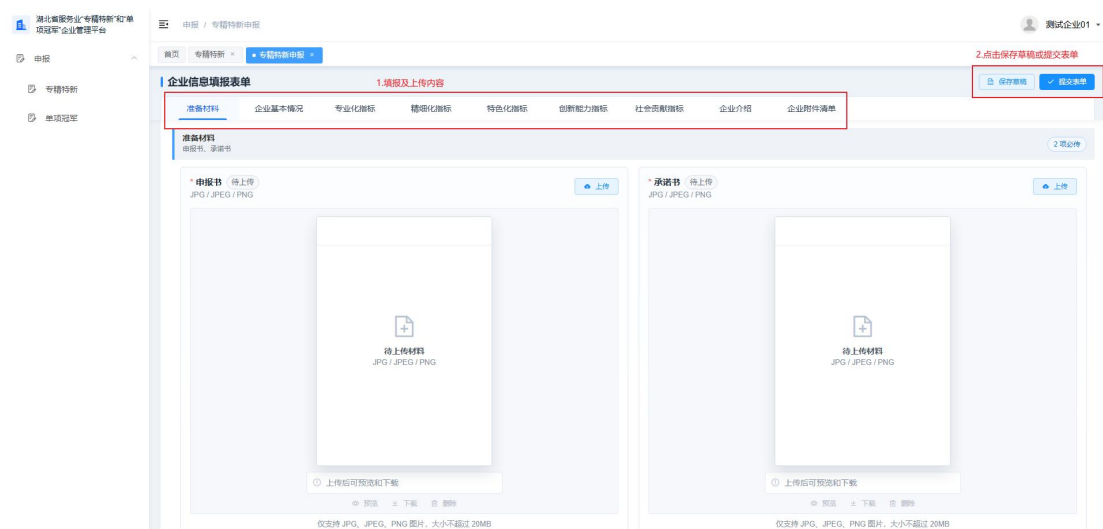 湖北省服务业“专精特新”和“单
项冠军”企业管理平台
申报 / 专精特新申报
测试企业01
申报
专精特新
单项冠军
首页 专精特新 × 专精特新申报 ×
2.点击保存草稿或提交表单
企业信息填报表单
1.填报及上传内容
保存草稿 提交表单
准备材料 企业基本情况 专业化指标 精细化指标 特色化指标 创新能力指标 社会贡献指标 企业介绍 企业附件清单
准备材料
申报书、承诺书
2 项必传
* 申报书 待上传
JPG / JPEG / PNG
上传
待上传材料
JPG / JPEG / PNG
上传后可预览和下载
预览 下载 删除
仅支持 JPG、JPEG、PNG 图片，大小不超过 20MB
* 承诺书 待上传
JPG / JPEG / PNG
上传
待上传材料
JPG / JPEG / PNG
上传后可预览和下载
预览 下载 删除
仅支持 JPG、JPEG、PNG 图片，大小不超过 20MB